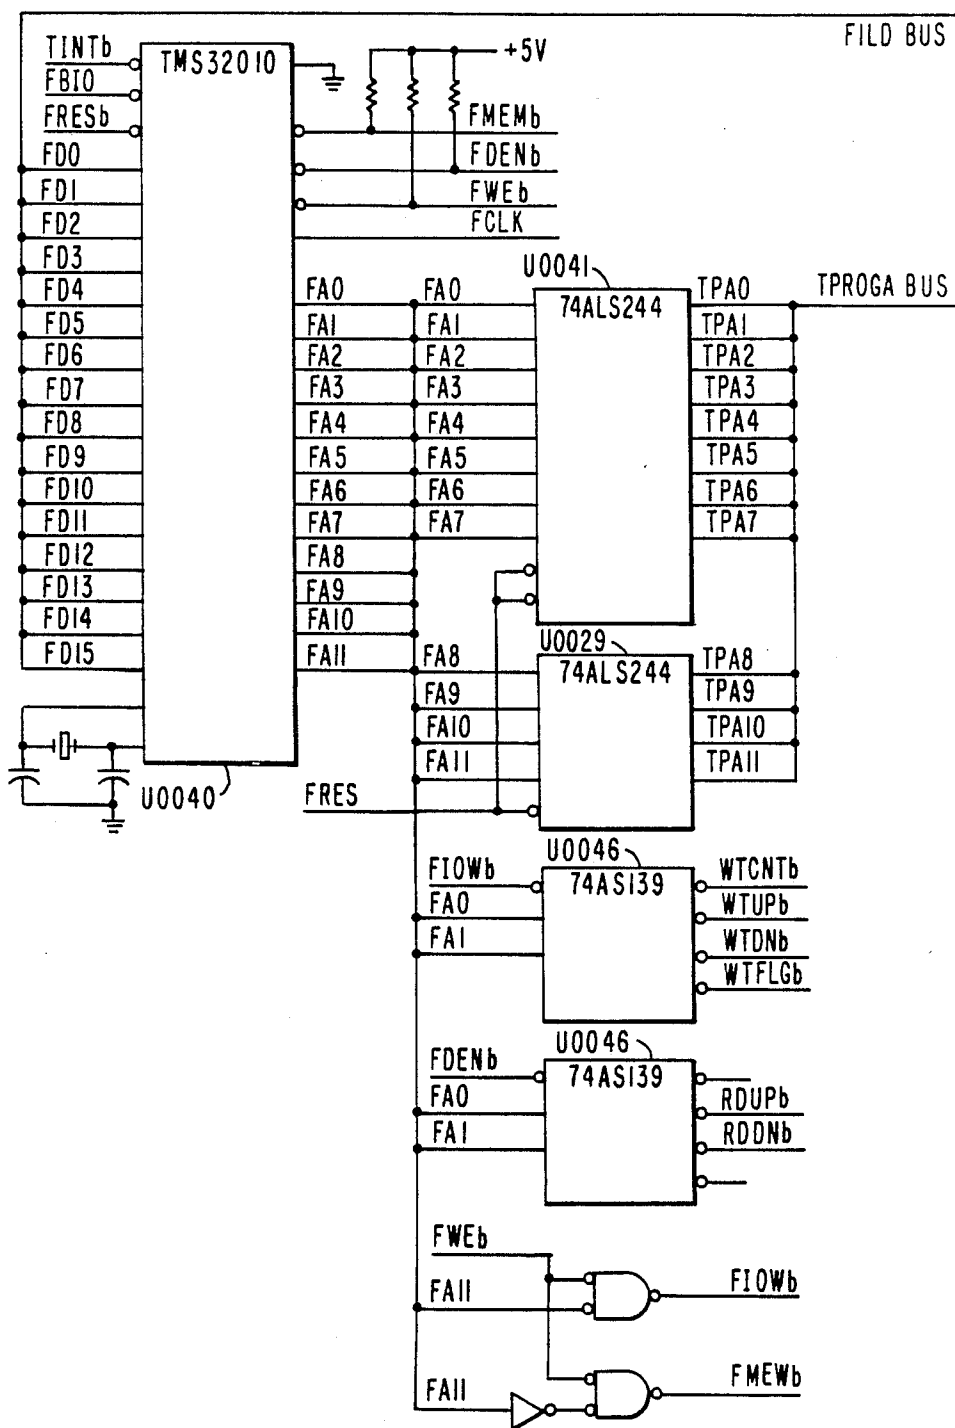 FILD BUS
TINTb
FBIO
FRESb
FD0
FD1
FD2
FD3
FD4
FD5
FD6
FD7
FD8
FD9
FD10
FD11
FD12
FD13
FD14
FD15
TMS32010
U0040
+5V
FMEMb
FDENb
FWEb
FCLK
FA0
FA1
FA2
FA3
FA4
FA5
FA6
FA7
FA8
FA9
FA10
FA11
U0041
74ALS244
FA0
FA1
FA2
FA3
FA4
FA5
FA6
FA7
TPA0
TPA1
TPA2
TPA3
TPA4
TPA5
TPA6
TPA7
TPROGA BUS
U0029
74ALS244
FA8
FA9
FA10
FA11
FRES
TPA8
TPA9
TPA10
TPA11
U0046
74AS139
FIOWb
FA0
FA1
WTCNTb
WTUPb
WTDNb
WTFLGb
U0046
74AS139
FDENb
FA0
FA1
RDUPb
RDDNb
FWEb
FA11
FIOWb
FA11
FMEWb